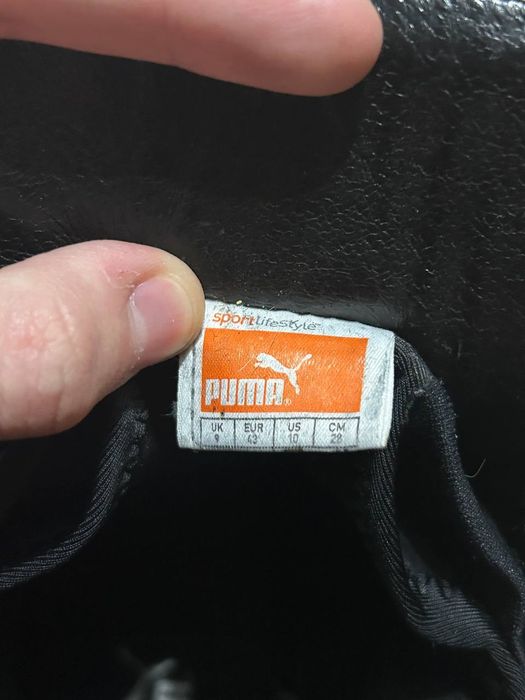 sportlifestyle
PUMA®
UK EUR US CM
9 43 10 28